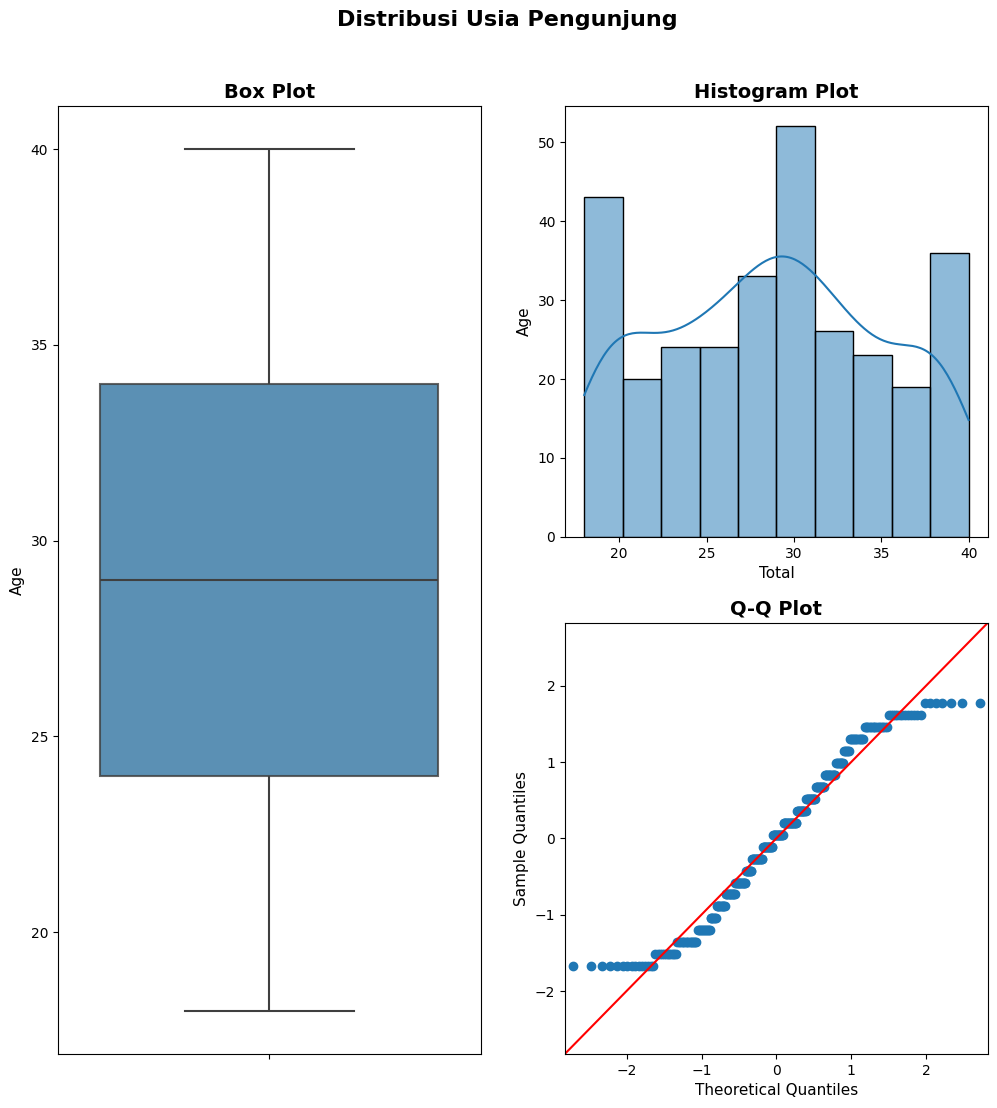 Distribusi Usia Pengunjung
Box Plot
40
35
30
25
20
Age
Histogram Plot
50
40
30
20
10
0
Age
20 25 30 35 40
Total
Q-Q Plot
2
1
0
−1
−2
Sample Quantiles
−2 −1 0 1 2
Theoretical Quantiles